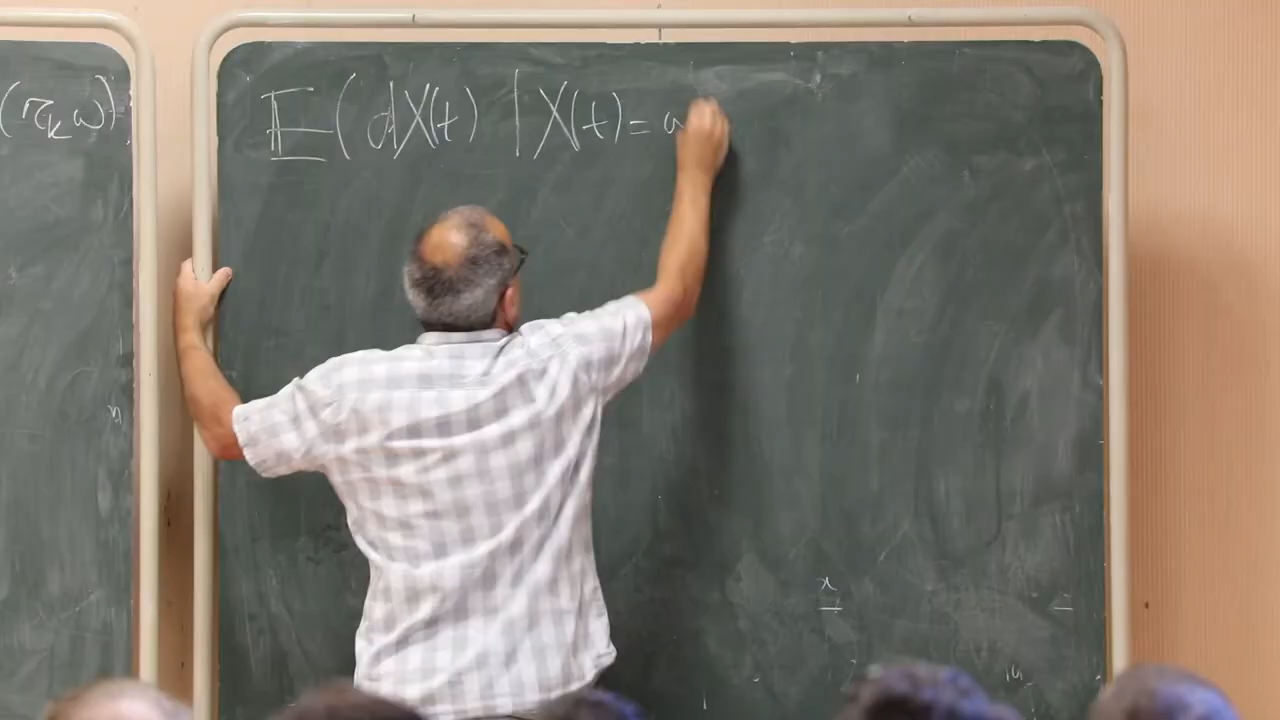 (τ_k ω)
𝔼( dX(t) | X(t) =